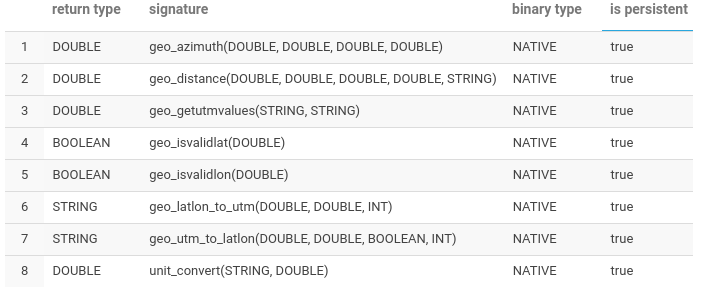 return type signature binary type is persistent
1 DOUBLE geo_azimuth(DOUBLE, DOUBLE, DOUBLE, DOUBLE) NATIVE true
2 DOUBLE geo_distance(DOUBLE, DOUBLE, DOUBLE, DOUBLE, STRING) NATIVE true
3 DOUBLE geo_getutmvalues(STRING, STRING) NATIVE true
4 BOOLEAN geo_isvalidlat(DOUBLE) NATIVE true
5 BOOLEAN geo_isvalidlon(DOUBLE) NATIVE true
6 STRING geo_latlon_to_utm(DOUBLE, DOUBLE, INT) NATIVE true
7 STRING geo_utm_to_latlon(DOUBLE, DOUBLE, BOOLEAN, INT) NATIVE true
8 DOUBLE unit_convert(STRING, DOUBLE) NATIVE true